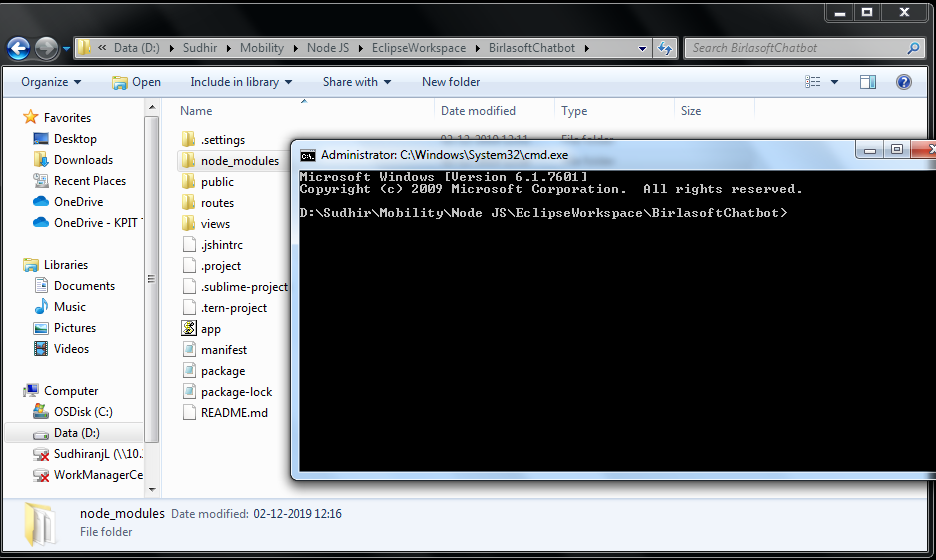 « Data (D:) ▸ Sudhir ▸ Mobility ▸ Node JS ▸ EclipseWorkspace ▸ BirlasoftChatbot ▸
Search BirlasoftChatbot
Organize Open Include in library Share with New folder
Name Date modified Type Size
Favorites
Desktop
Downloads
Recent Places
OneDrive
OneDrive - KPIT
Libraries
Documents
Music
Pictures
Videos
Computer
OSDisk (C:)
Data (D:)
SudhiranjL (\\10.
WorkManagerCe
.settings 02-12-2019 12:11 File folder
node_modules
public
routes
views
.jshintrc
.project
.sublime-project
.tern-project
app
manifest
package
package-lock
README.md
Administrator: C:\Windows\System32\cmd.exe
Microsoft Windows [Version 6.1.7601]
Copyright (c) 2009 Microsoft Corporation. All rights reserved.
D:\Sudhir\Mobility\Node JS\EclipseWorkspace\BirlasoftChatbot>
node_modules Date modified: 02-12-2019 12:16
File folder